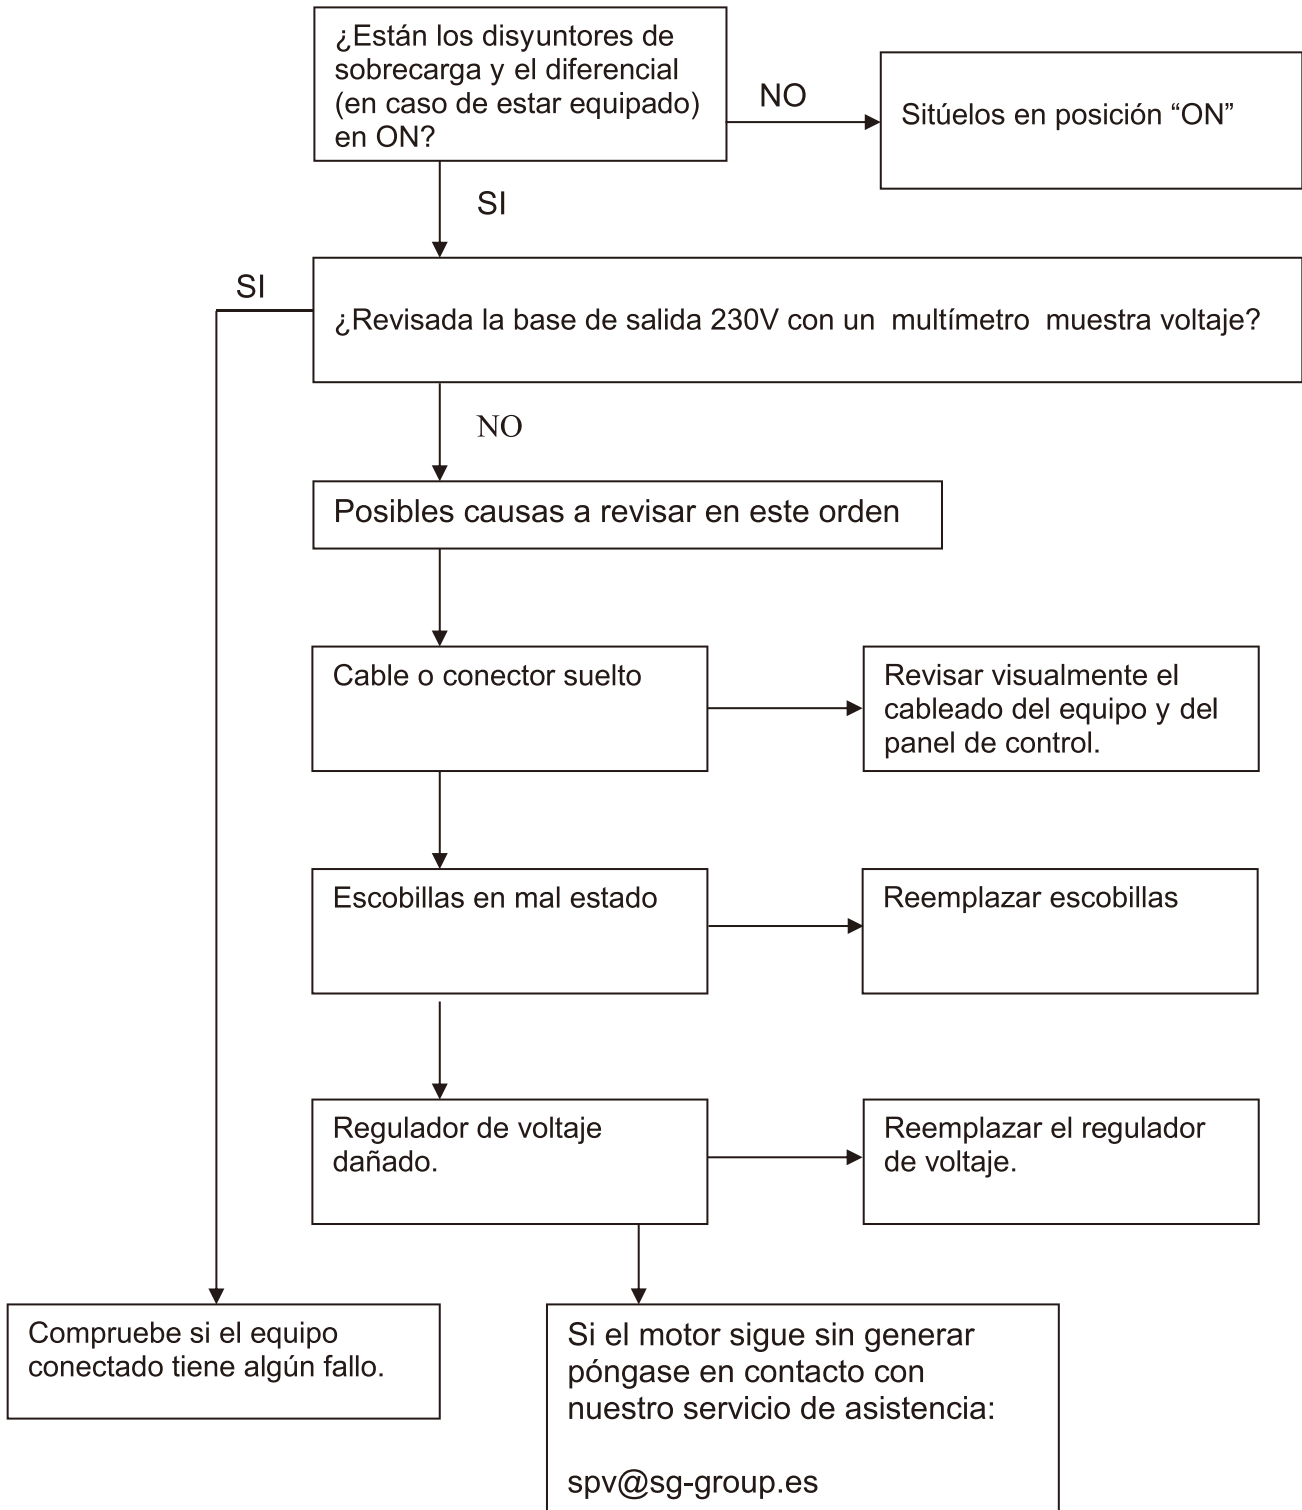 ¿Están los disyuntores de
sobrecarga y el diferencial
(en caso de estar equipado)
en ON?
NO
Sitúelos en posición “ON”
SI
SI
¿Revisada la base de salida 230V con un multímetro muestra voltaje?
NO
Posibles causas a revisar en este orden
Cable o conector suelto
Revisar visualmente el
cableado del equipo y del
panel de control.
Escobillas en mal estado
Reemplazar escobillas
Regulador de voltaje
dañado.
Reemplazar el regulador
de voltaje.
Compruebe si el equipo
conectado tiene algún fallo.
Si el motor sigue sin generar
póngase en contacto con
nuestro servicio de asistencia:
spv@sg-group.es